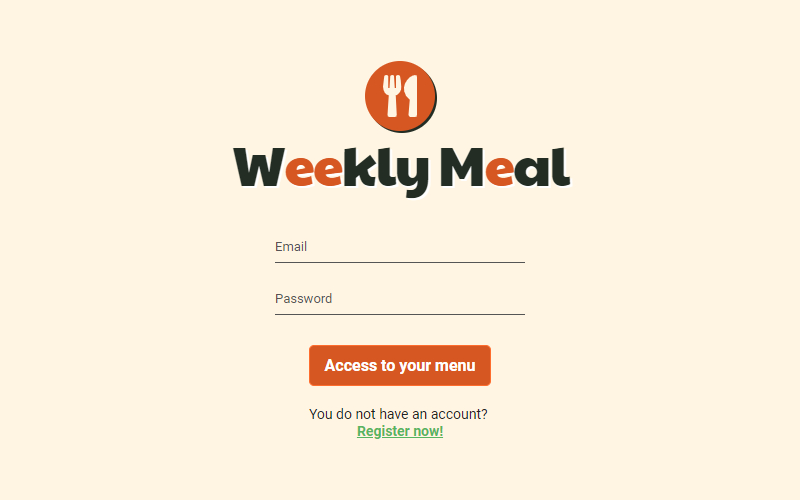 Weekly Meal
Email
Password
Access to your menu
You do not have an account?
Register now!